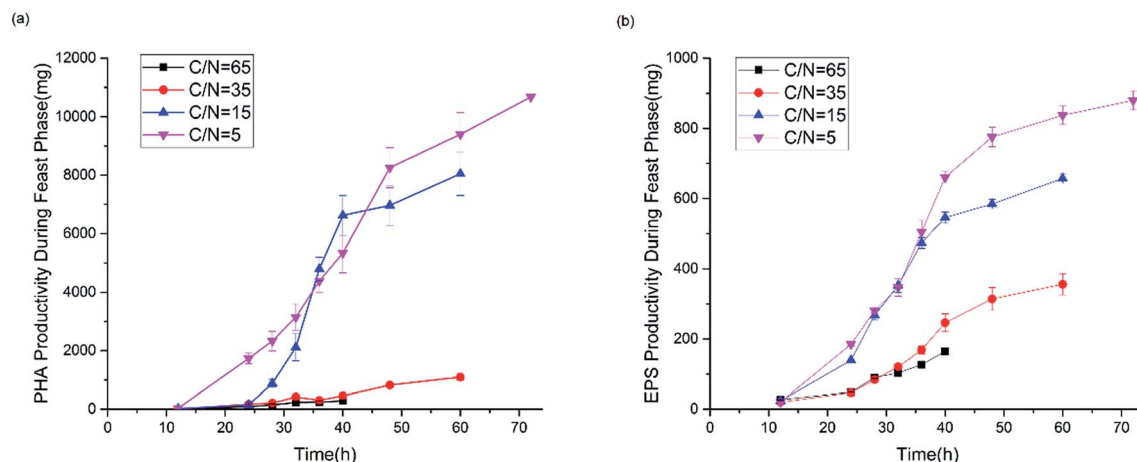 (a)
PHA Productivity During Feast Phase(mg)
12000
10000
8000
6000
4000
2000
0
C/N=65
C/N=35
C/N=15
C/N=5
0 10 20 30 40 50 60 70
Time(h)
(b)
EPS Productivity During Feast Phase(mg)
1000
800
600
400
200
0
C/N=65
C/N=35
C/N=15
C/N=5
0 10 20 30 40 50 60 70
Time(h)